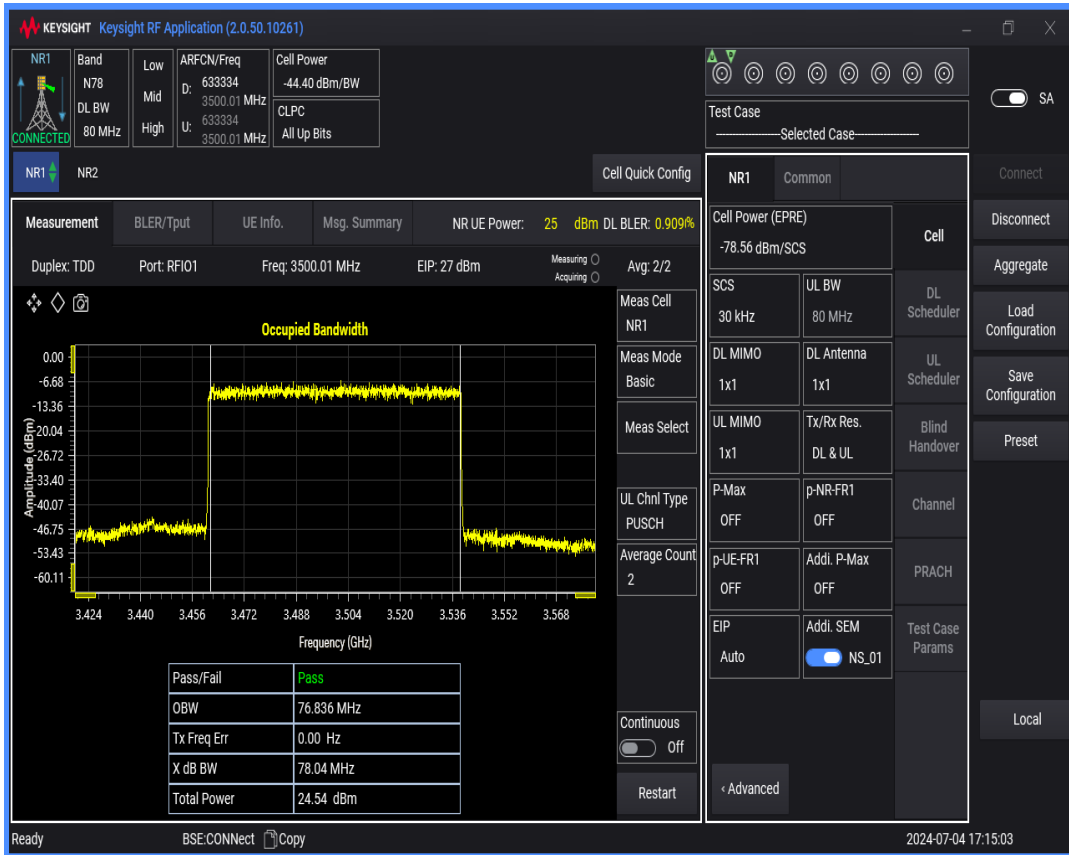 KEYSIGHT Keysight RF Application (2.0.50.10261)
NR1
CONNECTED
Band
N78
DL BW
80 MHz
Low
Mid
High
ARFCN/Freq
D: 633334
3500.01 MHz
U: 633334
3500.01 MHz
Cell Power
-44.40 dBm/BW
CLPC
All Up Bits
Test Case
----------------------Selected Case----------------------
SA
NR1
NR2
Cell Quick Config
Measurement
BLER/Tput
UE Info.
Msg. Summary
NR UE Power: 25 dBm DL BLER: 0.909%
Duplex: TDD
Port: RFIO1
Freq: 3500.01 MHz
EIP: 27 dBm
Measuring
Acquiring
Avg: 2/2
Occupied Bandwidth
Amplitude (dBm)
0.00
-6.68
-13.36
-20.04
-26.72
-33.40
-40.07
-46.75
-53.43
-60.11
3.424 3.440 3.456 3.472 3.488 3.504 3.520 3.536 3.552 3.568
Frequency (GHz)
Pass/Fail Pass
OBW 76.836 MHz
Tx Freq Err 0.00 Hz
X dB BW 78.04 MHz
Total Power 24.54 dBm
Meas Cell
NR1
Meas Mode
Basic
Meas Select
UL Chnl Type
PUSCH
Average Count
2
Continuous
Off
Restart
NR1
Common
Cell Power (EPRE)
-78.56 dBm/SCS
SCS
30 kHz
UL BW
80 MHz
DL MIMO
1x1
DL Antenna
1x1
UL MIMO
1x1
Tx/Rx Res.
DL & UL
P-Max
OFF
p-NR-FR1
OFF
p-UE-FR1
OFF
Addi. P-Max
OFF
EIP
Auto
Addi. SEM
NS_01
‹ Advanced
Cell
DL
Scheduler
UL
Scheduler
Blind
Handover
Channel
PRACH
Test Case
Params
Connect
Disconnect
Aggregate
Load
Configuration
Save
Configuration
Preset
Local
Ready
BSE:CONNect
Copy
2024-07-04 17:15:03